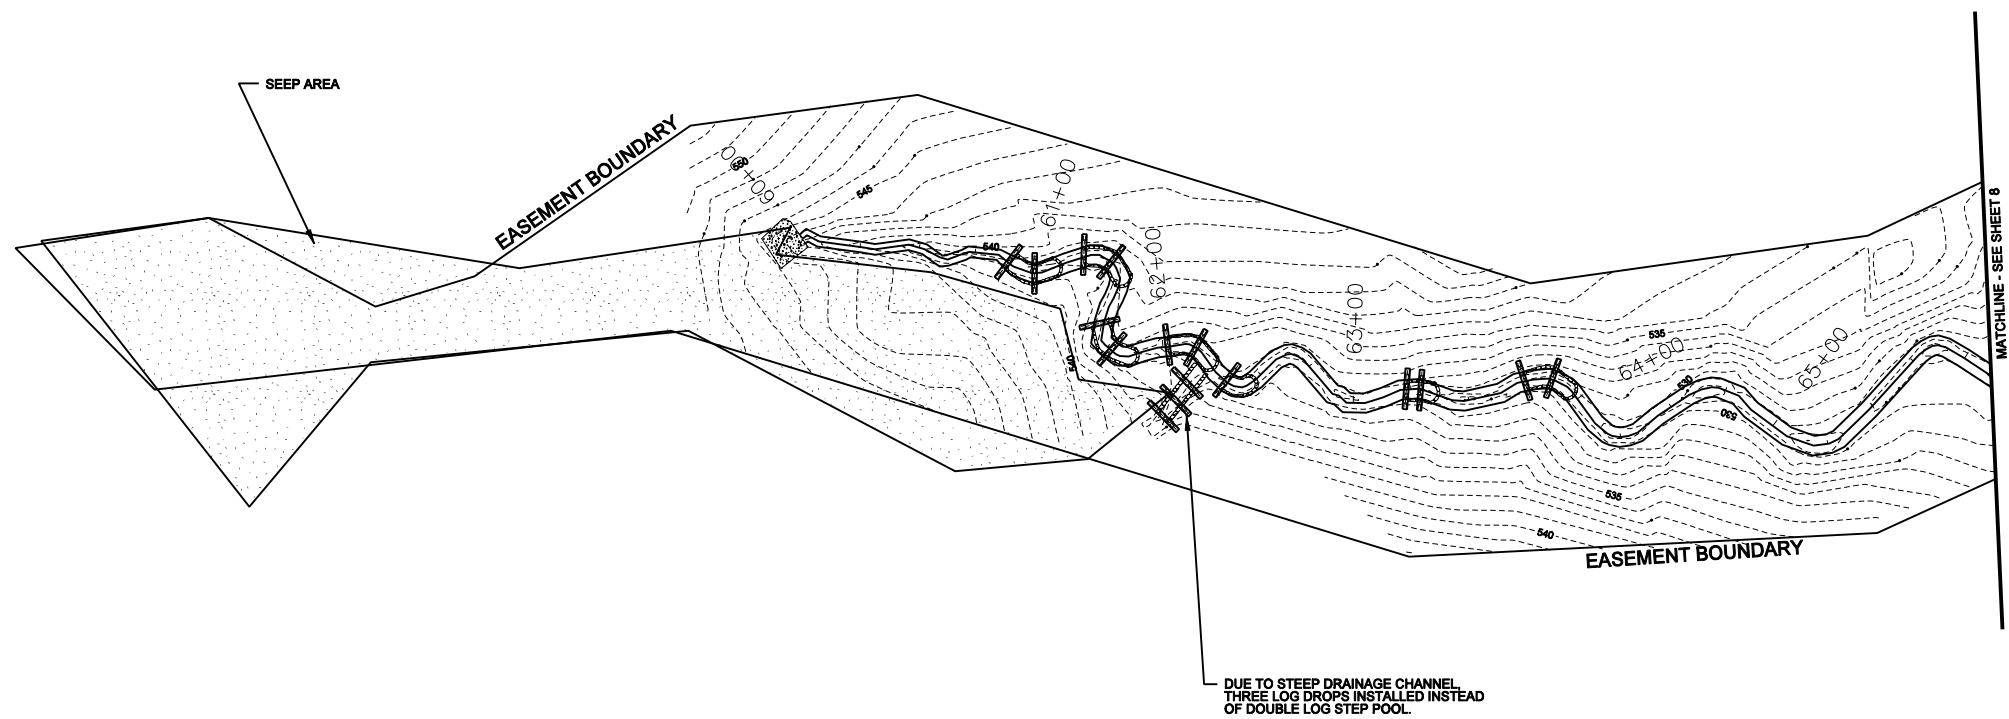 SEEP AREA
EASEMENT BOUNDARY
60+00
550
545
61+00
540
62+00
540
63+00
535
64+00
530
530
65+00
535
540
EASEMENT BOUNDARY
MATCHLINE - SEE SHEET 8
DUE TO STEEP DRAINAGE CHANNEL,
THREE LOG DROPS INSTALLED INSTEAD
OF DOUBLE LOG STEP POOL.